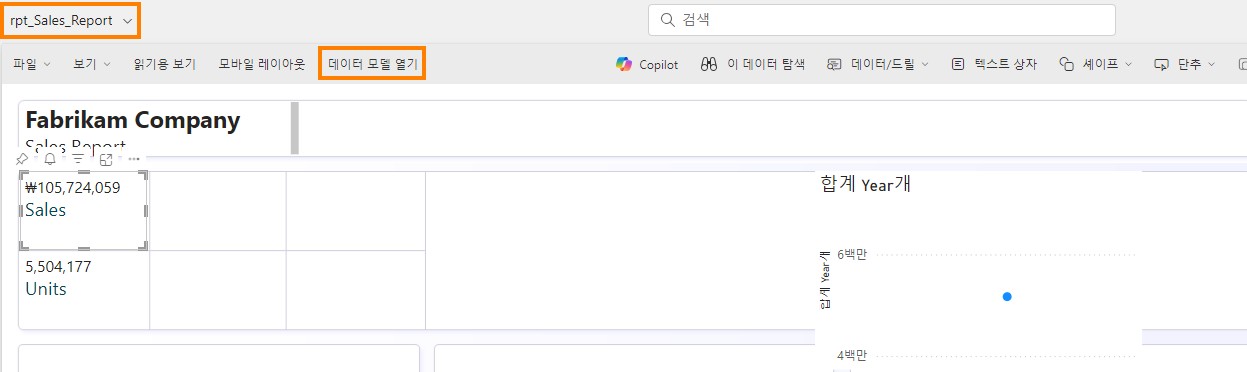 rpt_Sales_Report
검색
파일 보기 읽기용 보기 모바일 레이아웃 데이터 모델 열기 Copilot 이 데이터 탐색 데이터/드릴 텍스트 상자 셰이프 단추
Fabrikam Company
Sales Report
₩105,724,059
Sales
5,504,177
Units
합계 Year개
합계 Year개
6백만
4백만